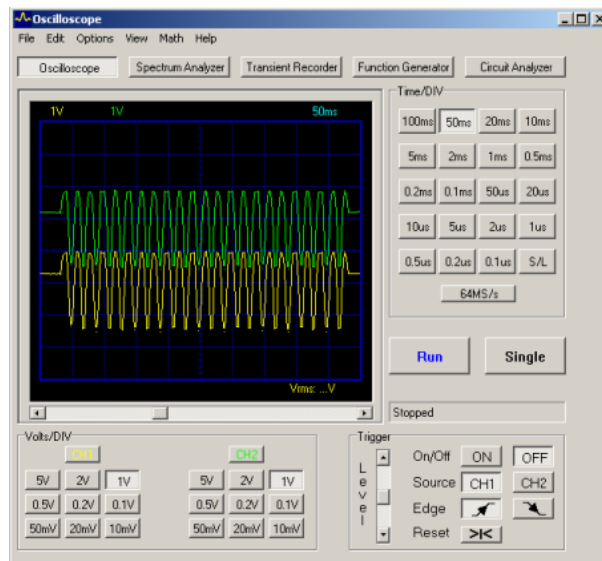 Oscilloscope
File Edit Options View Math Help
Oscilloscope Spectrum Analyzer Transient Recorder Function Generator Circuit Analyzer
1V 1V 50ms
Vrms: ...V
Time/DIV
100ms 50ms 20ms 10ms
5ms 2ms 1ms 0.5ms
0.2ms 0.1ms 50us 20us
10us 5us 2us 1us
0.5us 0.2us 0.1us S/L
64MS/s
Run Single
Stopped
Volts/DIV
CH1 CH2
5V 2V 1V 5V 2V 1V
0.5V 0.2V 0.1V 0.5V 0.2V 0.1V
50mV 20mV 10mV 50mV 20mV 10mV
Trigger
Level
On/Off ON OFF
Source CH1 CH2
Edge
Reset